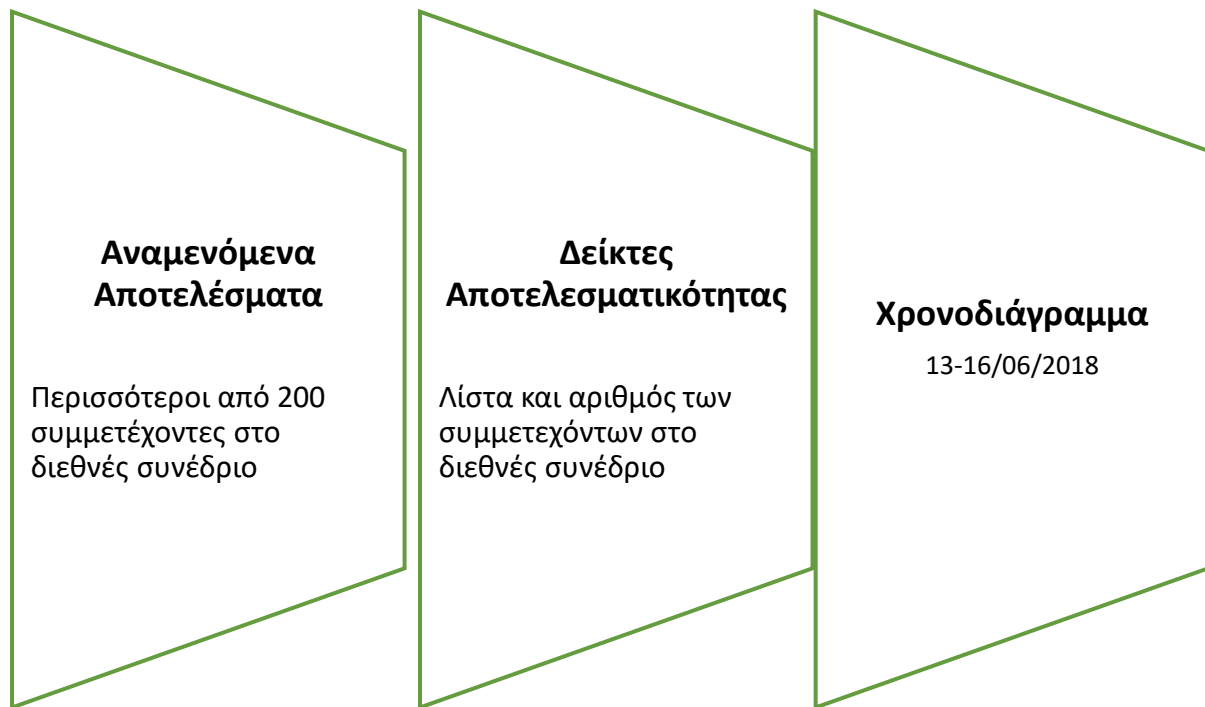 Αναμενόμενα
Αποτελέσματα
Περισσότεροι από 200
συμμετέχοντες στο
διεθνές συνέδριο
Δείκτες
Αποτελεσματικότητας
Λίστα και αριθμός των
συμμετεχόντων στο
διεθνές συνέδριο
Χρονοδιάγραμμα
13-16/06/2018